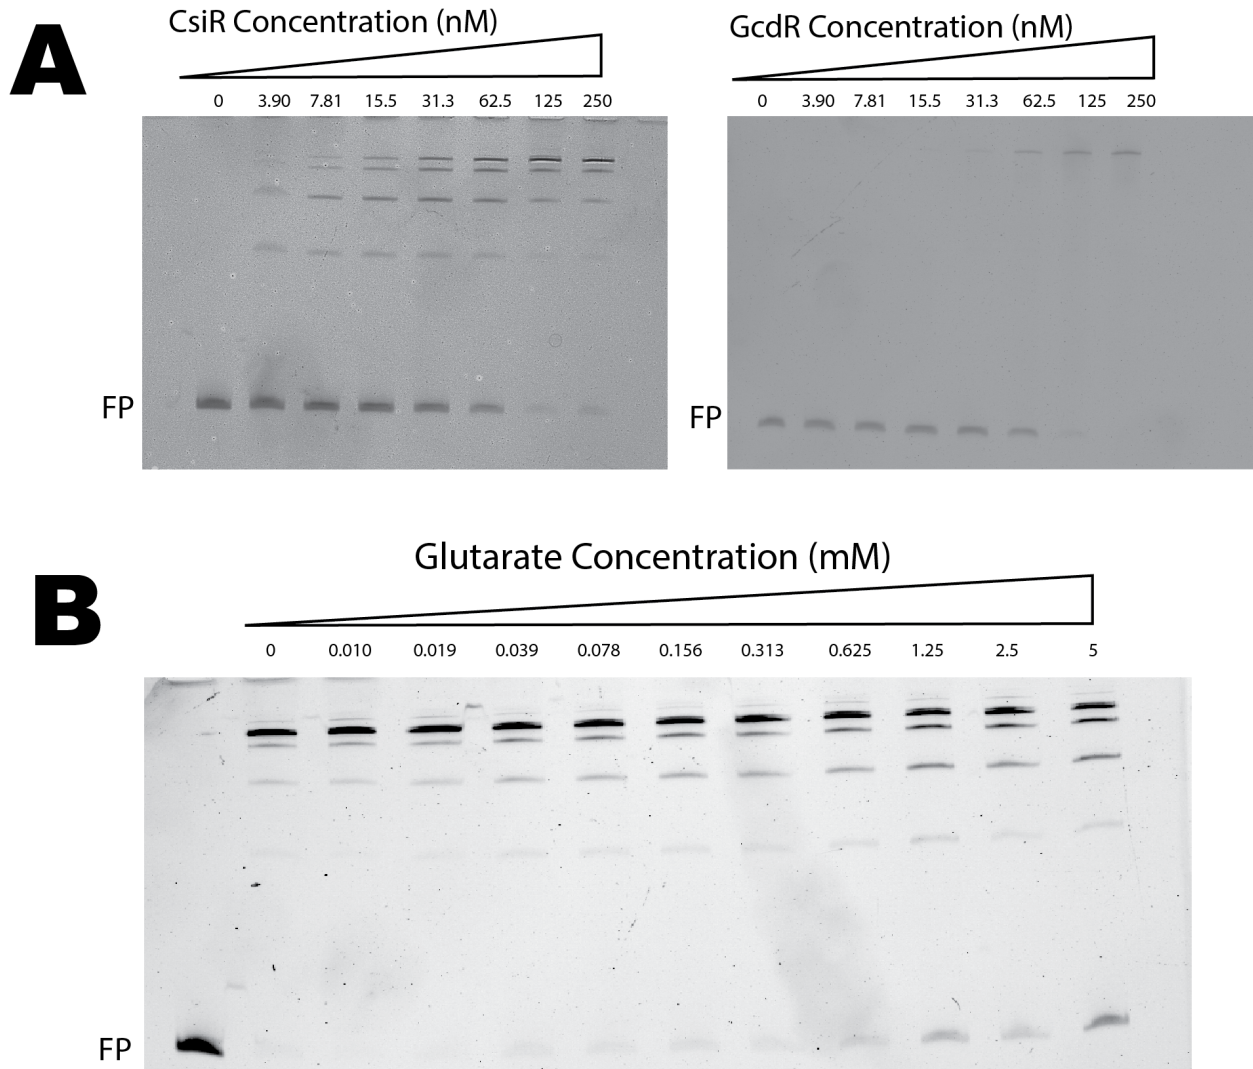 A
CsiR Concentration (nM)
0 3.90 7.81 15.5 31.3 62.5 125 250
FP
GcdR Concentration (nM)
0 3.90 7.81 15.5 31.3 62.5 125 250
FP
B
Glutarate Concentration (mM)
0 0.010 0.019 0.039 0.078 0.156 0.313 0.625 1.25 2.5 5
FP